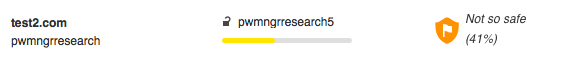 test2.com
pwmngrresearch
pwmngrresearch5
Not so safe
(41%)